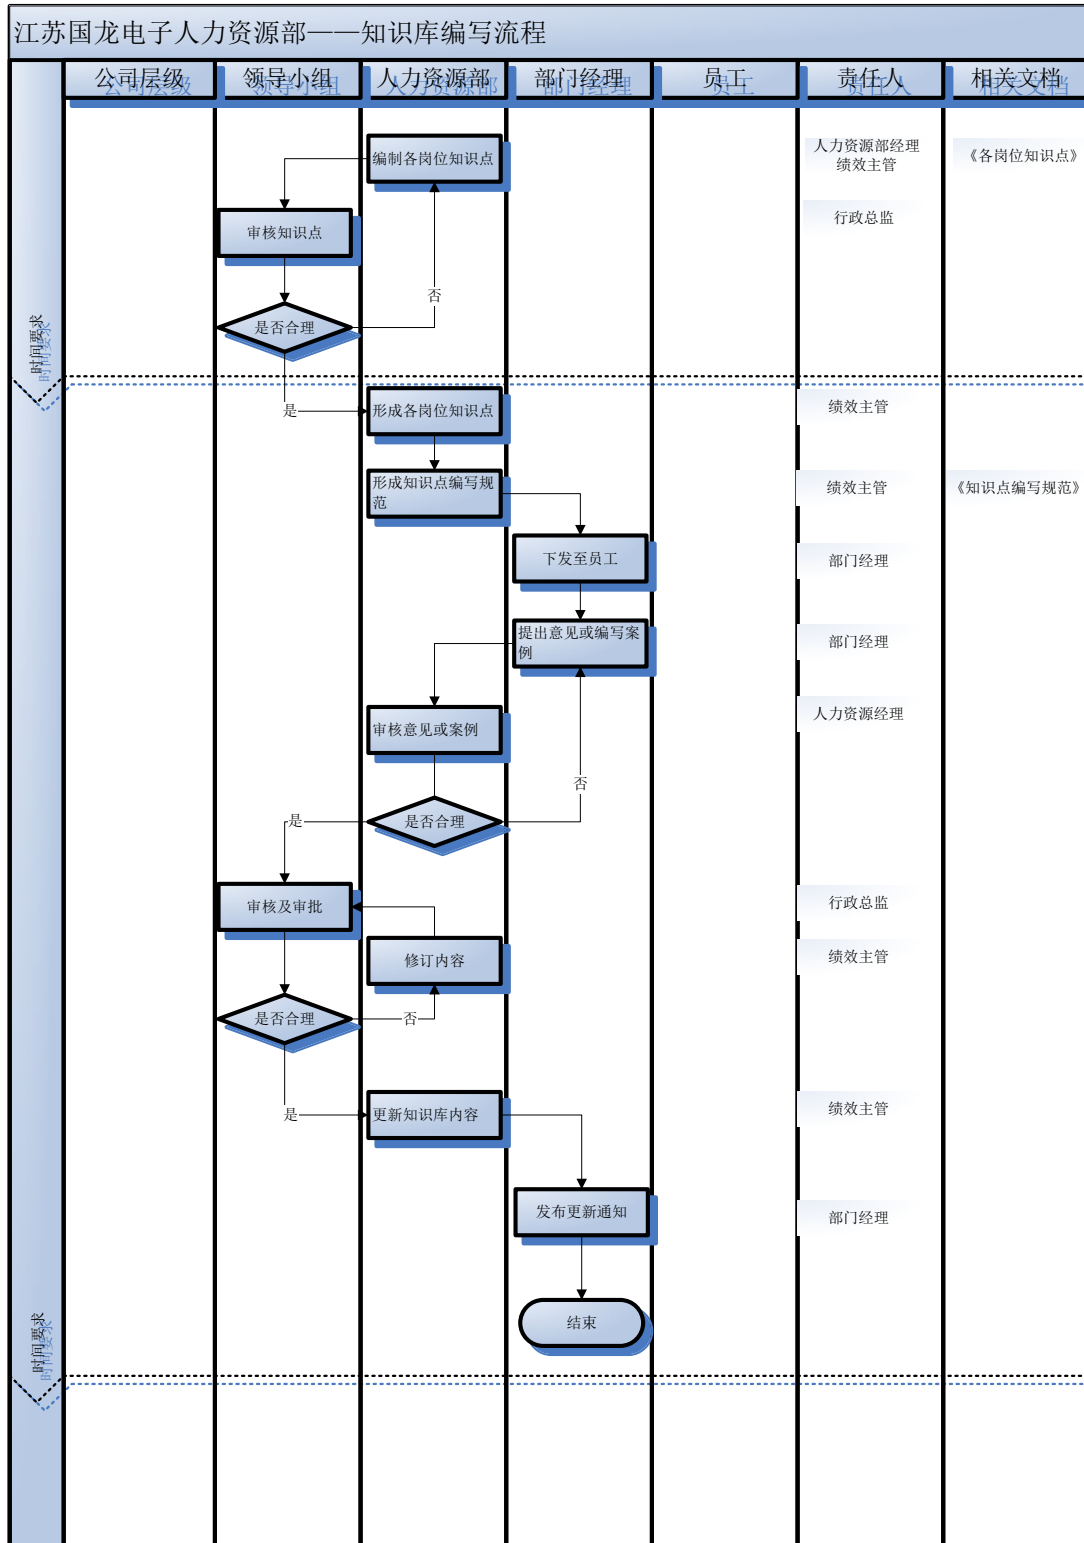 江苏国龙电子人力资源部——知识库编写流程
公司层级
领导小组
人力资源部
部门经理
员工
责任人
相关文档
编制各岗位知识点
人力资源部经理
绩效主管
《各岗位知识点》
审核知识点
行政总监
否
是否合理
时间要求
是
形成各岗位知识点
绩效主管
形成知识点编写规
范
绩效主管
《知识点编写规范》
下发至员工
部门经理
提出意见或编写案
例
部门经理
审核意见或案例
人力资源经理
否
是
是否合理
审核及审批
行政总监
修订内容
绩效主管
是否合理
否
是
更新知识库内容
绩效主管
发布更新通知
部门经理
结束
时间要求